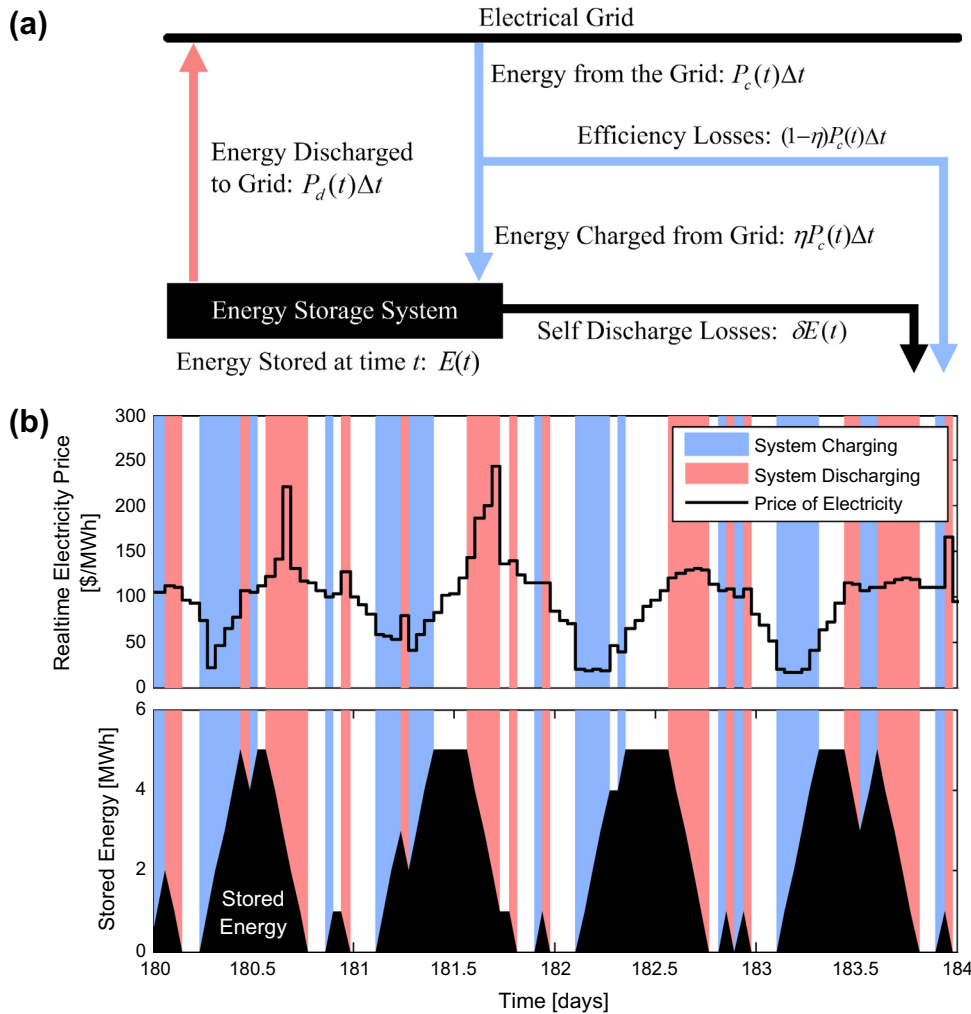 (a)
Electrical Grid
Energy from the Grid: P_c(t)Δt
Efficiency Losses: (1−η)P_c(t)Δt
Energy Discharged
to Grid: P_d(t)Δt
Energy Charged from Grid: ηP_c(t)Δt
Energy Storage System
Self Discharge Losses: δE(t)
Energy Stored at time t: E(t)
(b)
Realtime Electricity Price
[$/MWh]
300
250
200
150
100
50
0
System Charging
System Discharging
Price of Electricity
Stored Energy [MWh]
6
4
2
0
Stored
Energy
180 180.5 181 181.5 182 182.5 183 183.5 184
Time [days]